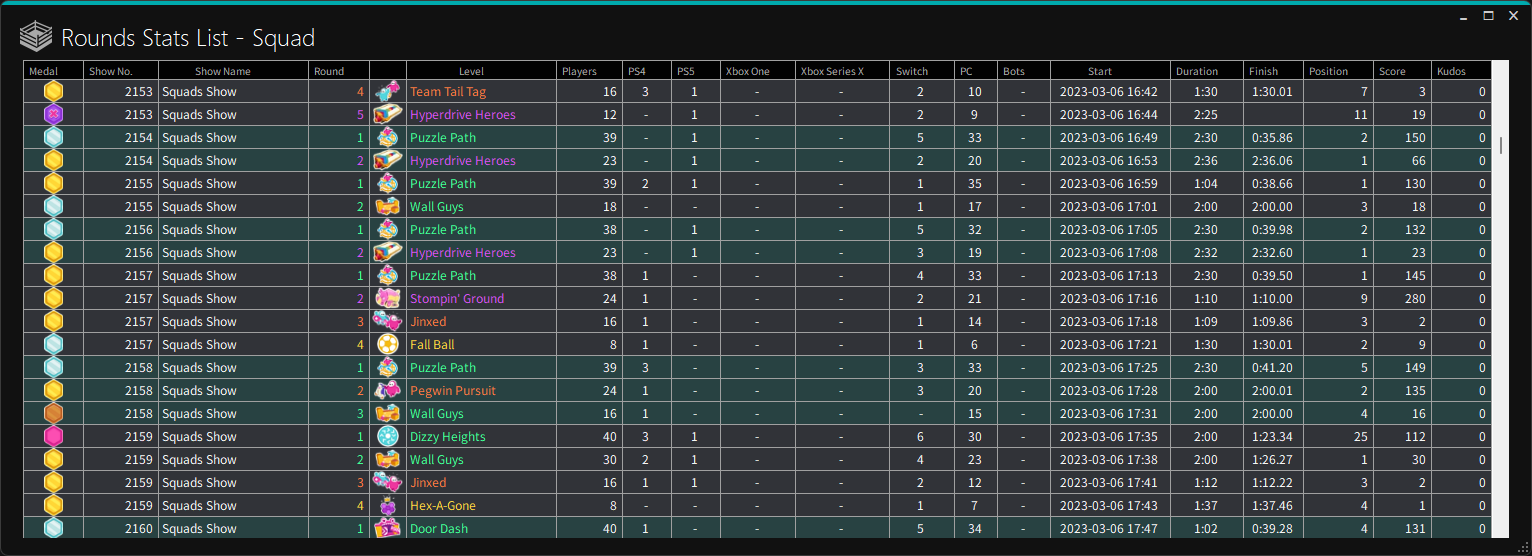 Rounds Stats List - Squad
Medal Show No. Show Name Round Level Players PS4 PS5 Xbox One Xbox Series X Switch PC Bots Start Duration Finish Position Score Kudos
2153 Squads Show 4 Team Tail Tag 16 3 1 - - 2 10 - 2023-03-06 16:42 1:30 1:30.01 7 3 0
2153 Squads Show 5 Hyperdrive Heroes 12 - 1 - - 2 9 - 2023-03-06 16:44 2:25 11 19 0
2154 Squads Show 1 Puzzle Path 39 - 1 - - 5 33 - 2023-03-06 16:49 2:30 0:35.86 2 150 0
2154 Squads Show 2 Hyperdrive Heroes 23 - 1 - - 2 20 - 2023-03-06 16:53 2:36 2:36.06 1 66 0
2155 Squads Show 1 Puzzle Path 39 2 1 - - 1 35 - 2023-03-06 16:59 1:04 0:38.66 1 130 0
2155 Squads Show 2 Wall Guys 18 - - - - 1 17 - 2023-03-06 17:01 2:00 2:00.00 3 18 0
2156 Squads Show 1 Puzzle Path 38 - 1 - - 5 32 - 2023-03-06 17:05 2:30 0:39.98 2 132 0
2156 Squads Show 2 Hyperdrive Heroes 23 - 1 - - 3 19 - 2023-03-06 17:08 2:32 2:32.60 1 23 0
2157 Squads Show 1 Puzzle Path 38 1 - - - 4 33 - 2023-03-06 17:13 2:30 0:39.50 1 145 0
2157 Squads Show 2 Stompin' Ground 24 1 - - - 2 21 - 2023-03-06 17:16 1:10 1:10.00 9 280 0
2157 Squads Show 3 Jinxed 16 1 - - - 1 14 - 2023-03-06 17:18 1:09 1:09.86 3 2 0
2157 Squads Show 4 Fall Ball 8 1 - - - 1 6 - 2023-03-06 17:21 1:30 1:30.01 2 9 0
2158 Squads Show 1 Puzzle Path 39 3 - - - 3 33 - 2023-03-06 17:25 2:30 0:41.20 5 149 0
2158 Squads Show 2 Pegwin Pursuit 24 1 - - - 3 20 - 2023-03-06 17:28 2:00 2:00.01 2 135 0
2158 Squads Show 3 Wall Guys 16 1 - - - - 15 - 2023-03-06 17:31 2:00 2:00.00 4 16 0
2159 Squads Show 1 Dizzy Heights 40 3 1 - - 6 30 - 2023-03-06 17:35 2:00 1:23.34 25 112 0
2159 Squads Show 2 Wall Guys 30 2 1 - - 4 23 - 2023-03-06 17:38 2:00 1:26.27 1 30 0
2159 Squads Show 3 Jinxed 16 1 1 - - 2 12 - 2023-03-06 17:41 1:12 1:12.22 3 2 0
2159 Squads Show 4 Hex-A-Gone 8 - - - - 1 7 - 2023-03-06 17:43 1:37 1:37.46 4 1 0
2160 Squads Show 1 Door Dash 40 1 - - - 5 34 - 2023-03-06 17:47 1:02 0:39.28 4 131 0